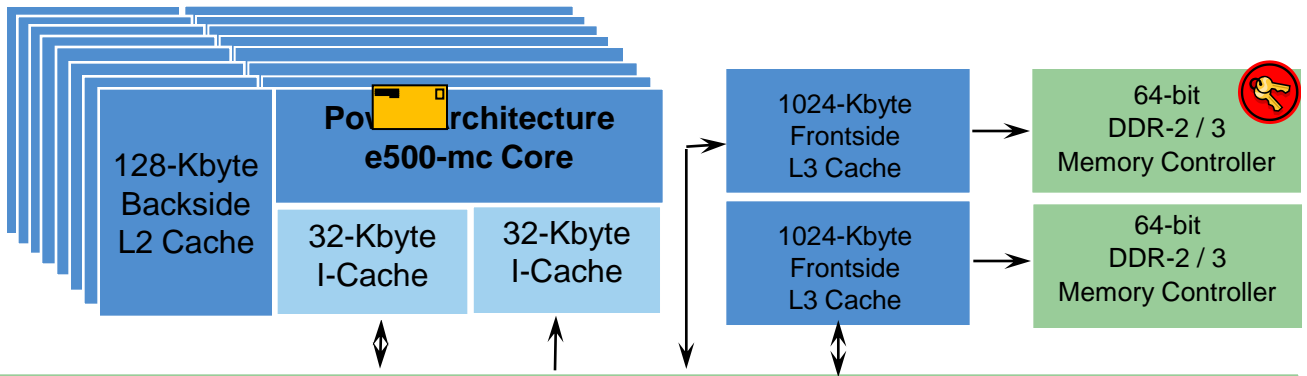 128-Kbyte
Backside
L2 Cache
Pow rchitecture
e500-mc Core
32-Kbyte
I-Cache
32-Kbyte
I-Cache
1024-Kbyte
Frontside
L3 Cache
64-bit
DDR-2 / 3
Memory Controller
1024-Kbyte
Frontside
L3 Cache
64-bit
DDR-2 / 3
Memory Controller